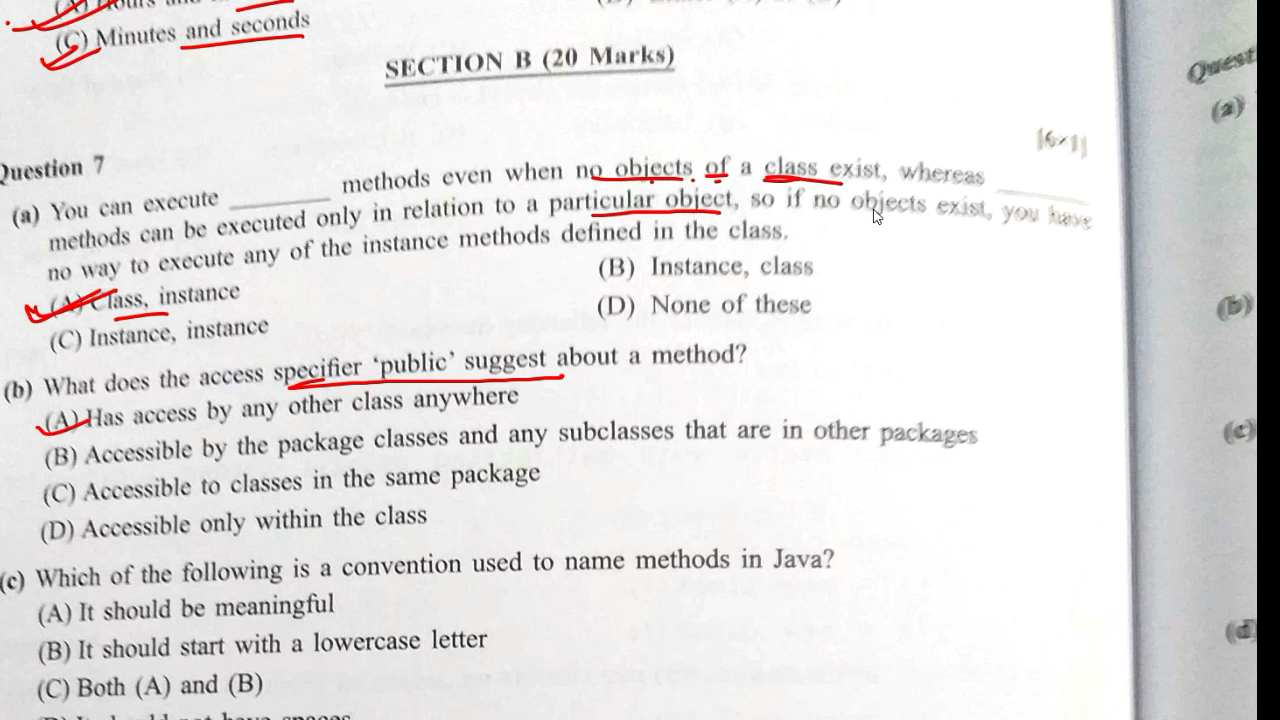 (A) Hours and
(C) Minutes and seconds
SECTION B (20 Marks)
Quest
(a)
[6×1]
Question 7
(a) You can execute ________ methods even when no objects of a class exist, whereas ________
methods can be executed only in relation to a particular object, so if no objects exist, you have
no way to execute any of the instance methods defined in the class.
(A) Class, instance (B) Instance, class
(C) Instance, instance (D) None of these
(b)
(b) What does the access specifier ‘public’ suggest about a method?
(A) Has access by any other class anywhere
(B) Accessible by the package classes and any subclasses that are in other packages
(c)
(C) Accessible to classes in the same package
(D) Accessible only within the class
(c) Which of the following is a convention used to name methods in Java?
(A) It should be meaningful
(B) It should start with a lowercase letter
(d
(C) Both (A) and (B)